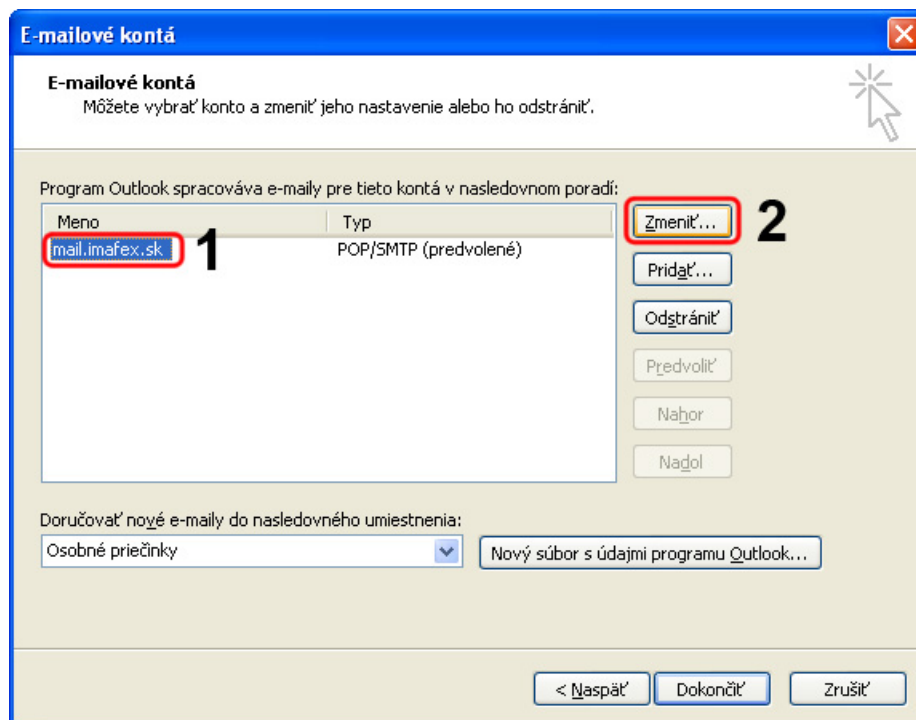 E-mailové kontá
E-mailové kontá
Môžete vybrať konto a zmeniť jeho nastavenie alebo ho odstrániť.
Program Outlook spracováva e-maily pre tieto kontá v nasledovnom poradí:
Meno Typ
mail.imafex.sk 1 POP/SMTP (predvolené)
Zmeniť... 2
Pridať...
Odstrániť
Predvoliť
Nahor
Nadol
Doručovať nové e-maily do nasledovného umiestnenia:
Osobné priečinky Nový súbor s údajmi programu Outlook...
< Naspäť Dokončiť Zrušiť